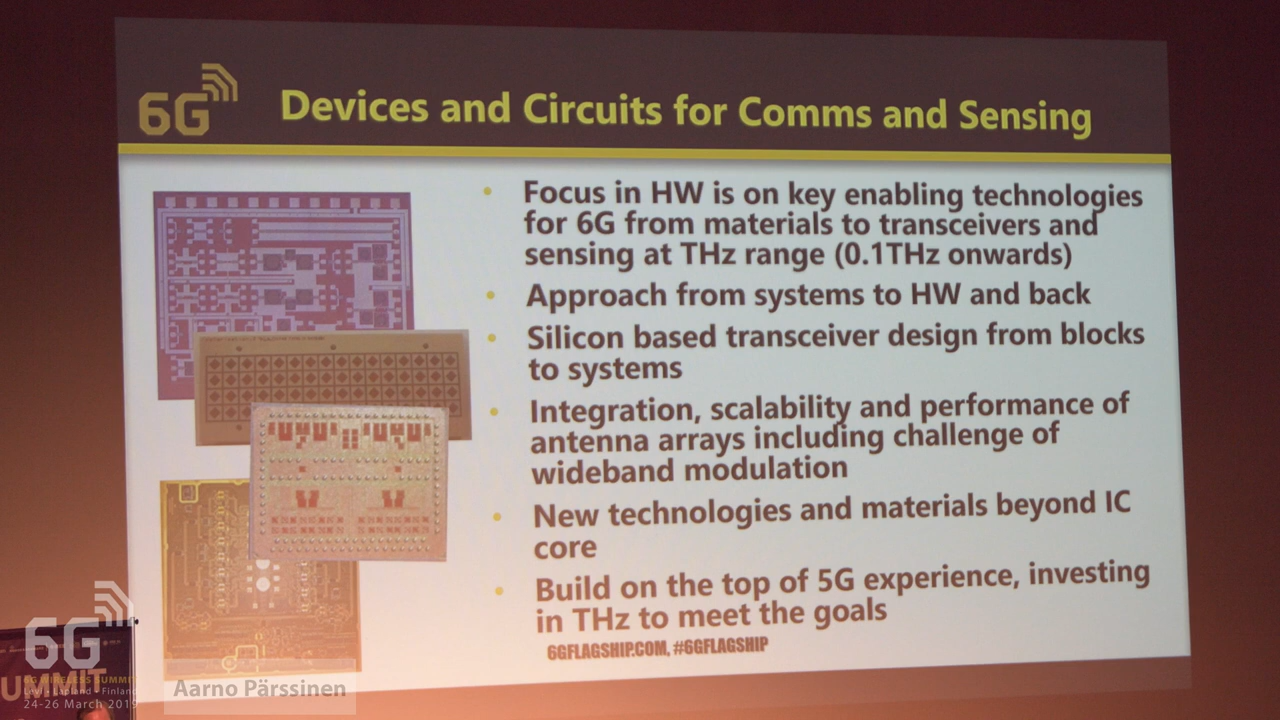 6G
Devices and Circuits for Comms and Sensing
Focus in HW is on key enabling technologies
for 6G from materials to transceivers and
sensing at THz range (0.1THz onwards)
Approach from systems to HW and back
Silicon based transceiver design from blocks
to systems
Integration, scalability and performance of
antenna arrays including challenge of
wideband modulation
New technologies and materials beyond IC
core
Build on the top of 5G experience, investing
in THz to meet the goals
6GFLAGSHIP.COM, #6GFLAGSHIP
6G
6G WIRELESS SUMMIT
Levi - Lapland - Finland
24-26 March 2019
UMMIT
Aarno Pärssinen